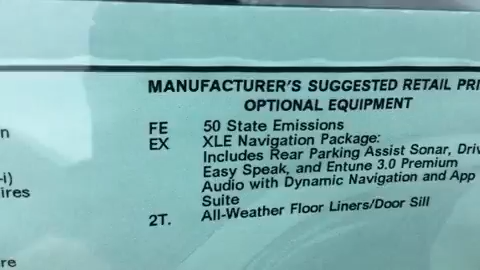 MANUFACTURER'S SUGGESTED RETAIL PRI
OPTIONAL EQUIPMENT
FE 50 State Emissions
EX XLE Navigation Package:
Includes Rear Parking Assist Sonar, Driv
Easy Speak, and Entune 3.0 Premium
Audio with Dynamic Navigation and App
Suite
2T. All-Weather Floor Liners/Door Sill
n
-i)
ires
re